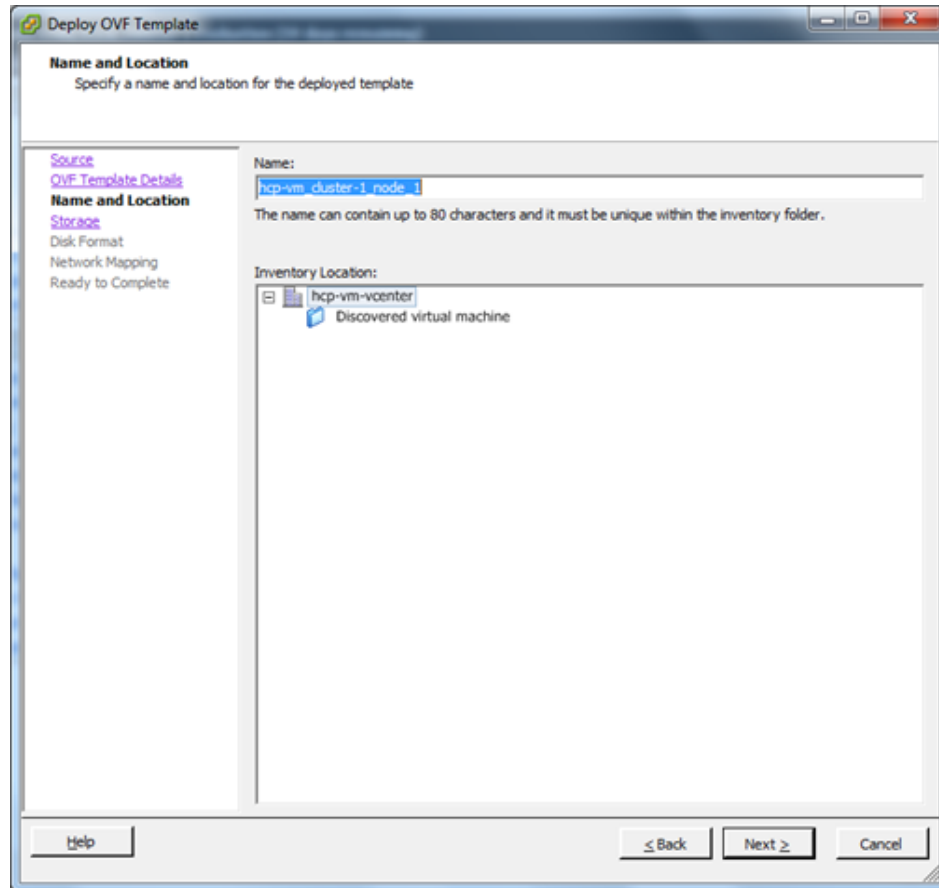 Deploy OVF Template
Name and Location
Specify a name and location for the deployed template
Source
OVF Template Details
Name and Location
Storage
Disk Format
Network Mapping
Ready to Complete
Name:
hcp-vm_cluster-1_node_1
The name can contain up to 80 characters and it must be unique within the inventory folder.
Inventory Location:
hcp-vm-vcenter
Discovered virtual machine
Help
≤ Back
Next ≥
Cancel